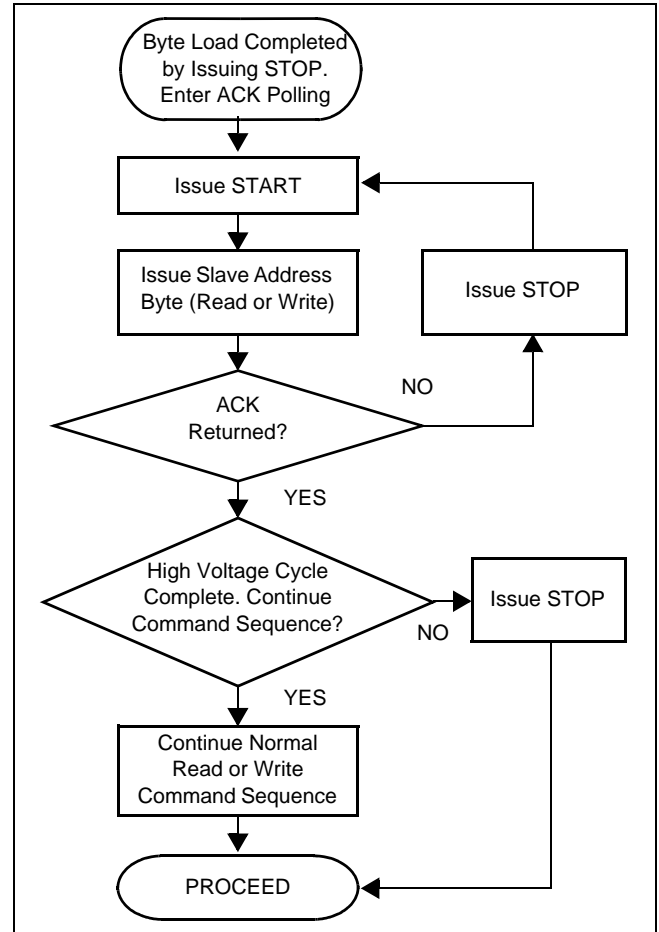 Byte Load Completed
by Issuing STOP.
Enter ACK Polling
Issue START
Issue Slave Address
Byte (Read or Write)
Issue STOP
NO
ACK
Returned?
YES
High Voltage Cycle
Complete. Continue
Command Sequence?
Issue STOP
NO
YES
Continue Normal
Read or Write
Command Sequence
PROCEED